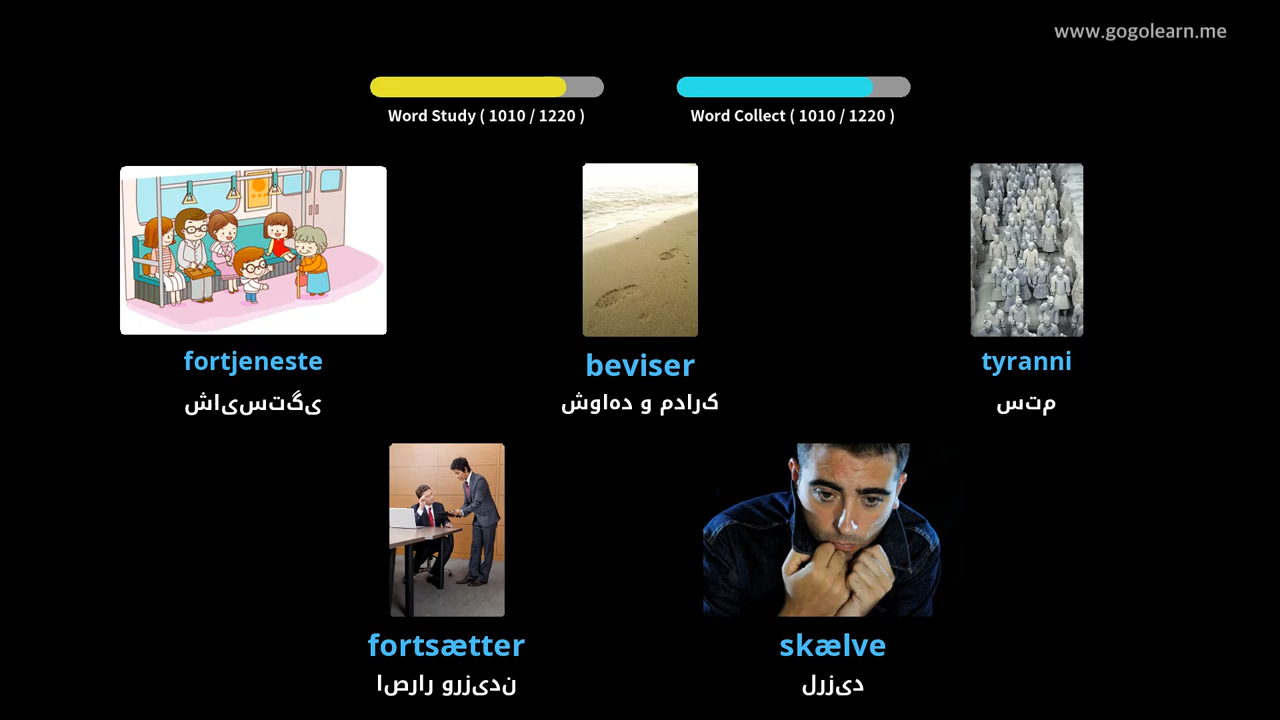 www.gogolearn.me
Word Study ( 1010 / 1220 )
Word Collect ( 1010 / 1220 )
fortjeneste
شایستگی
beviser
شواهد و مدارک
tyranni
ستم
fortsætter
اصرار ورزیدن
skælve
لرزید